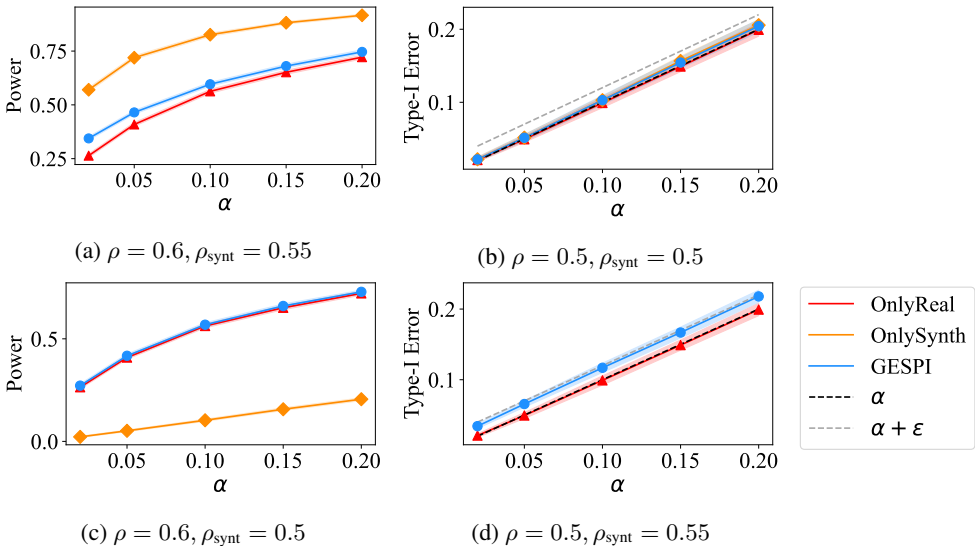 Power
0.75
0.50
0.25
0.05 0.10 0.15 0.20
α
(a) ρ = 0.6, ρsynt = 0.55
Type-I Error
0.2
0.1
0.05 0.10 0.15 0.20
α
(b) ρ = 0.5, ρsynt = 0.5
Power
0.5
0.0
0.05 0.10 0.15 0.20
α
(c) ρ = 0.6, ρsynt = 0.5
Type-I Error
0.2
0.1
0.05 0.10 0.15 0.20
α
(d) ρ = 0.5, ρsynt = 0.55
OnlyReal
OnlySynth
GESPI
α
α + ε